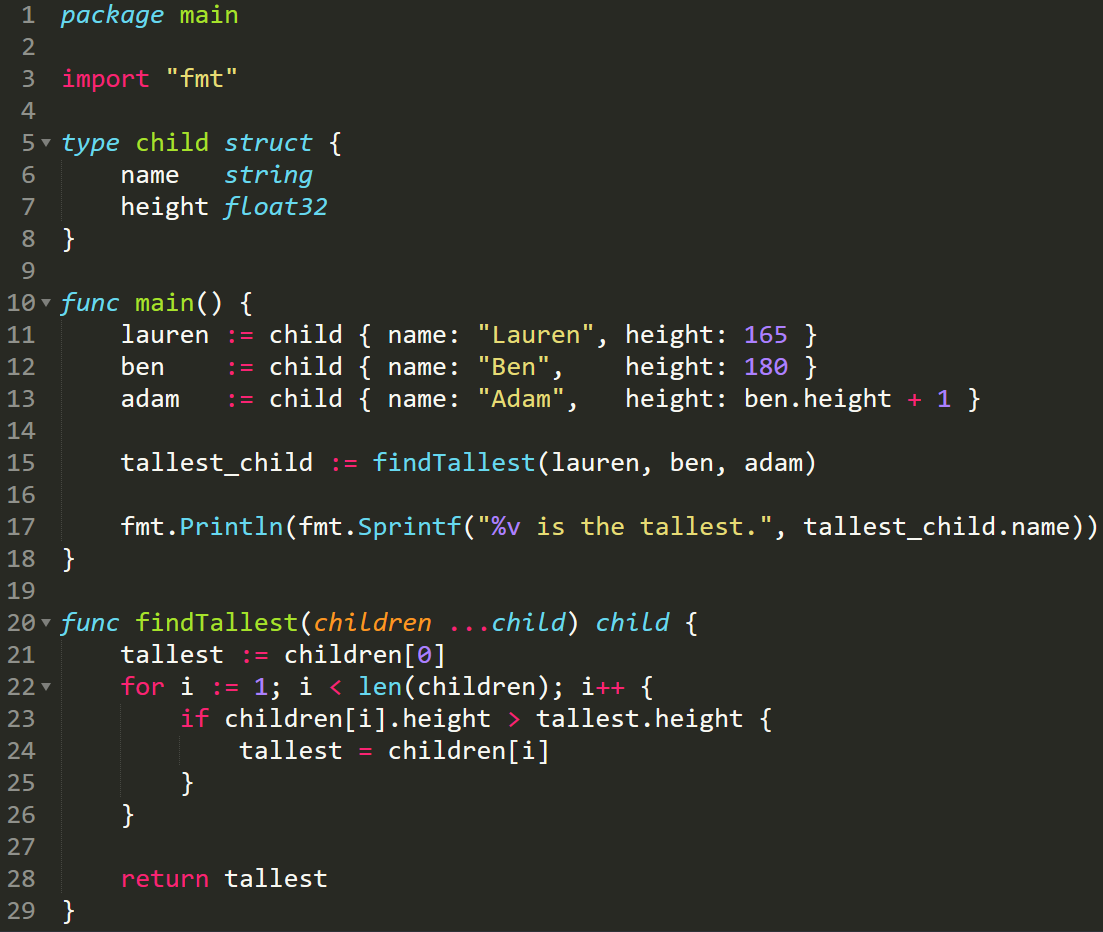 1 package main
2
3 import "fmt"
4
5 type child struct {
6     name   string
7     height float32
8 }
9
10 func main() {
11     lauren := child { name: "Lauren", height: 165 }
12     ben    := child { name: "Ben",    height: 180 }
13     adam   := child { name: "Adam",   height: ben.height + 1 }
14
15     tallest_child := findTallest(lauren, ben, adam)
16
17     fmt.Println(fmt.Sprintf("%v is the tallest.", tallest_child.name))
18 }
19
20 func findTallest(children ...child) child {
21     tallest := children[0]
22     for i := 1; i < len(children); i++ {
23         if children[i].height > tallest.height {
24             tallest = children[i]
25         }
26     }
27
28     return tallest
29 }